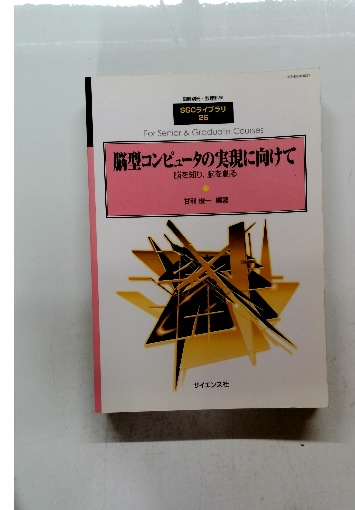 臨時別冊・数理科学
SGCライブラリ
26
For Senior & Graduate Courses
脳型コンピュータの実現に向けて
脳を知り、脳を創る
甘利 俊一 編著
サイエンス社